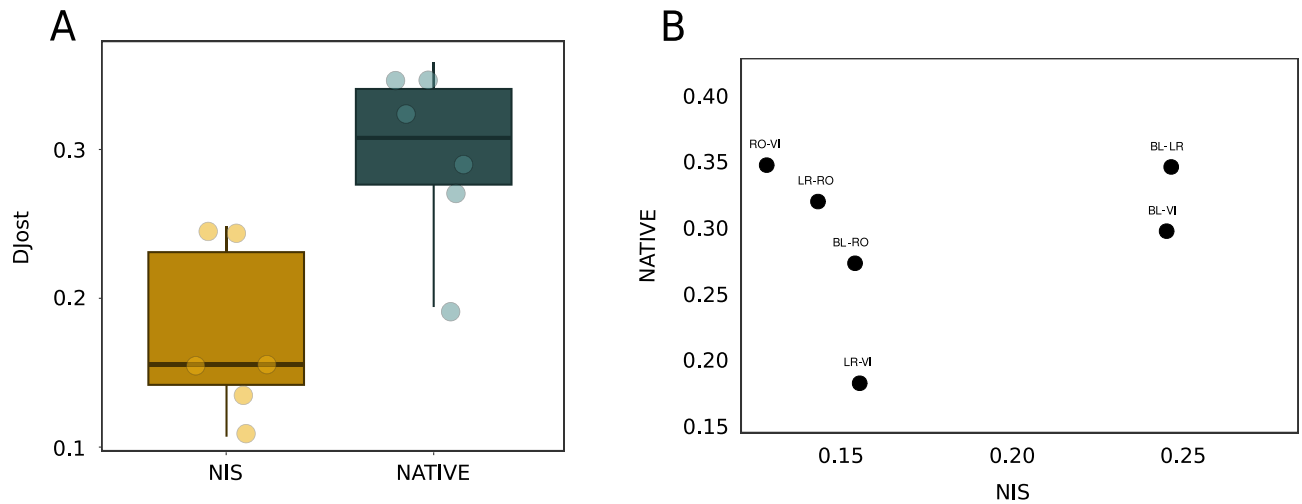 A
DJost
0.3
0.2
0.1
NIS
NATIVE
B
NATIVE
0.40
0.35
0.30
0.25
0.20
0.15
RO-VI
LR-RO
BL-RO
LR-VI
BL-LR
BL-VI
0.15
0.20
0.25
NIS